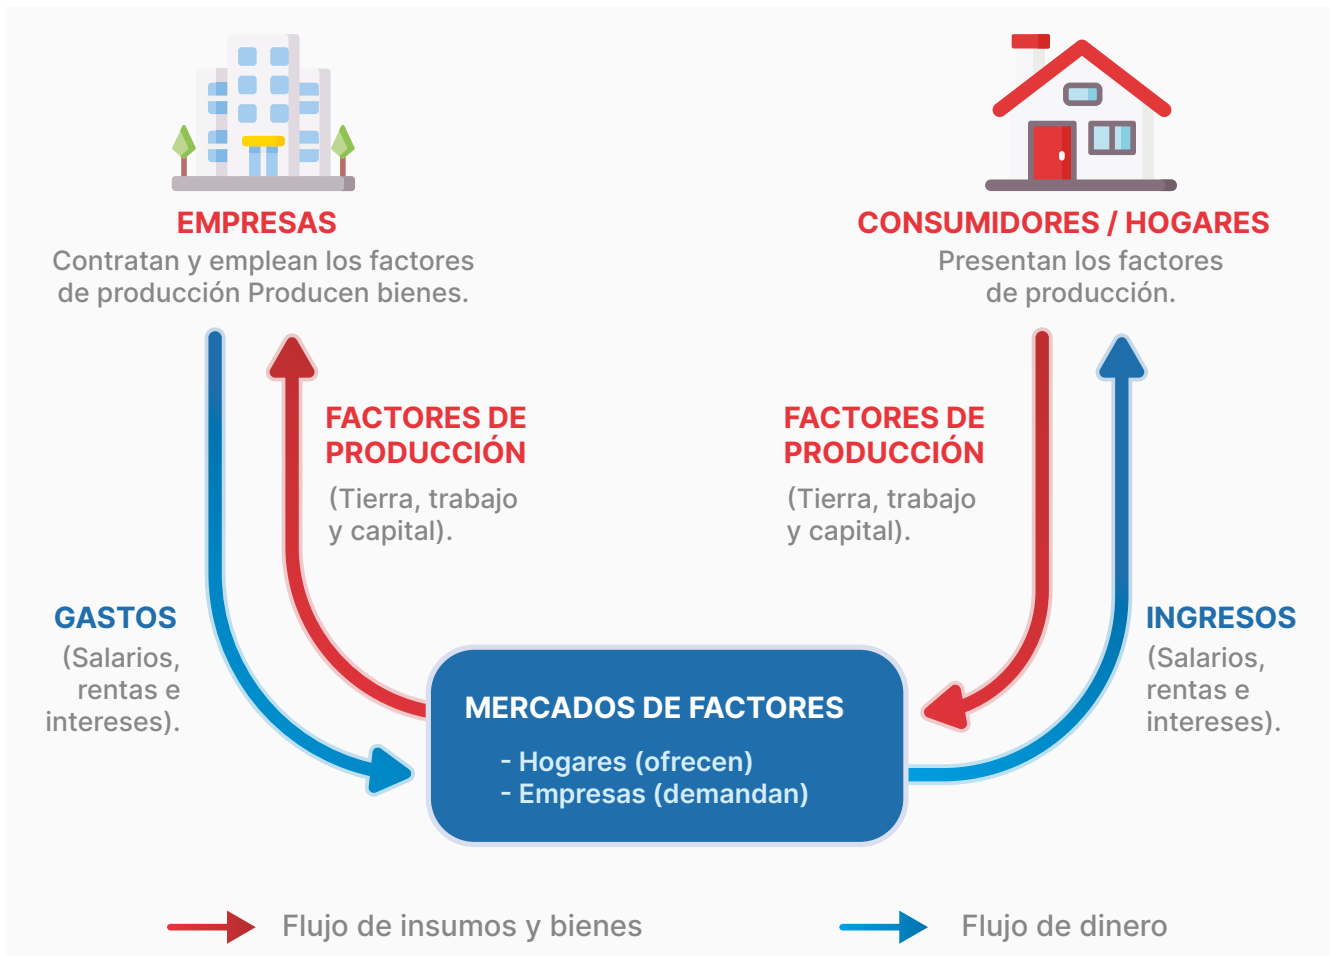 EMPRESAS
Contratan y emplean los factores
de producción Producen bienes.
CONSUMIDORES / HOGARES
Presentan los factores
de producción.
FACTORES DE
PRODUCCIÓN
(Tierra, trabajo
y capital).
FACTORES DE
PRODUCCIÓN
(Tierra, trabajo
y capital).
GASTOS
(Salarios,
rentas e
intereses).
INGRESOS
(Salarios,
rentas e
intereses).
MERCADOS DE FACTORES
- Hogares (ofrecen)
- Empresas (demandan)
Flujo de insumos y bienes
Flujo de dinero